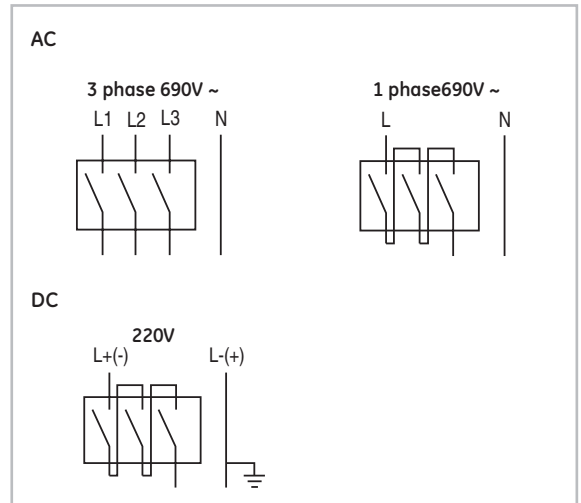 AC
3 phase 690V ~
1 phase690V ~
L1 L2 L3 N
L N
DC
220V
L+(-) L-(+)